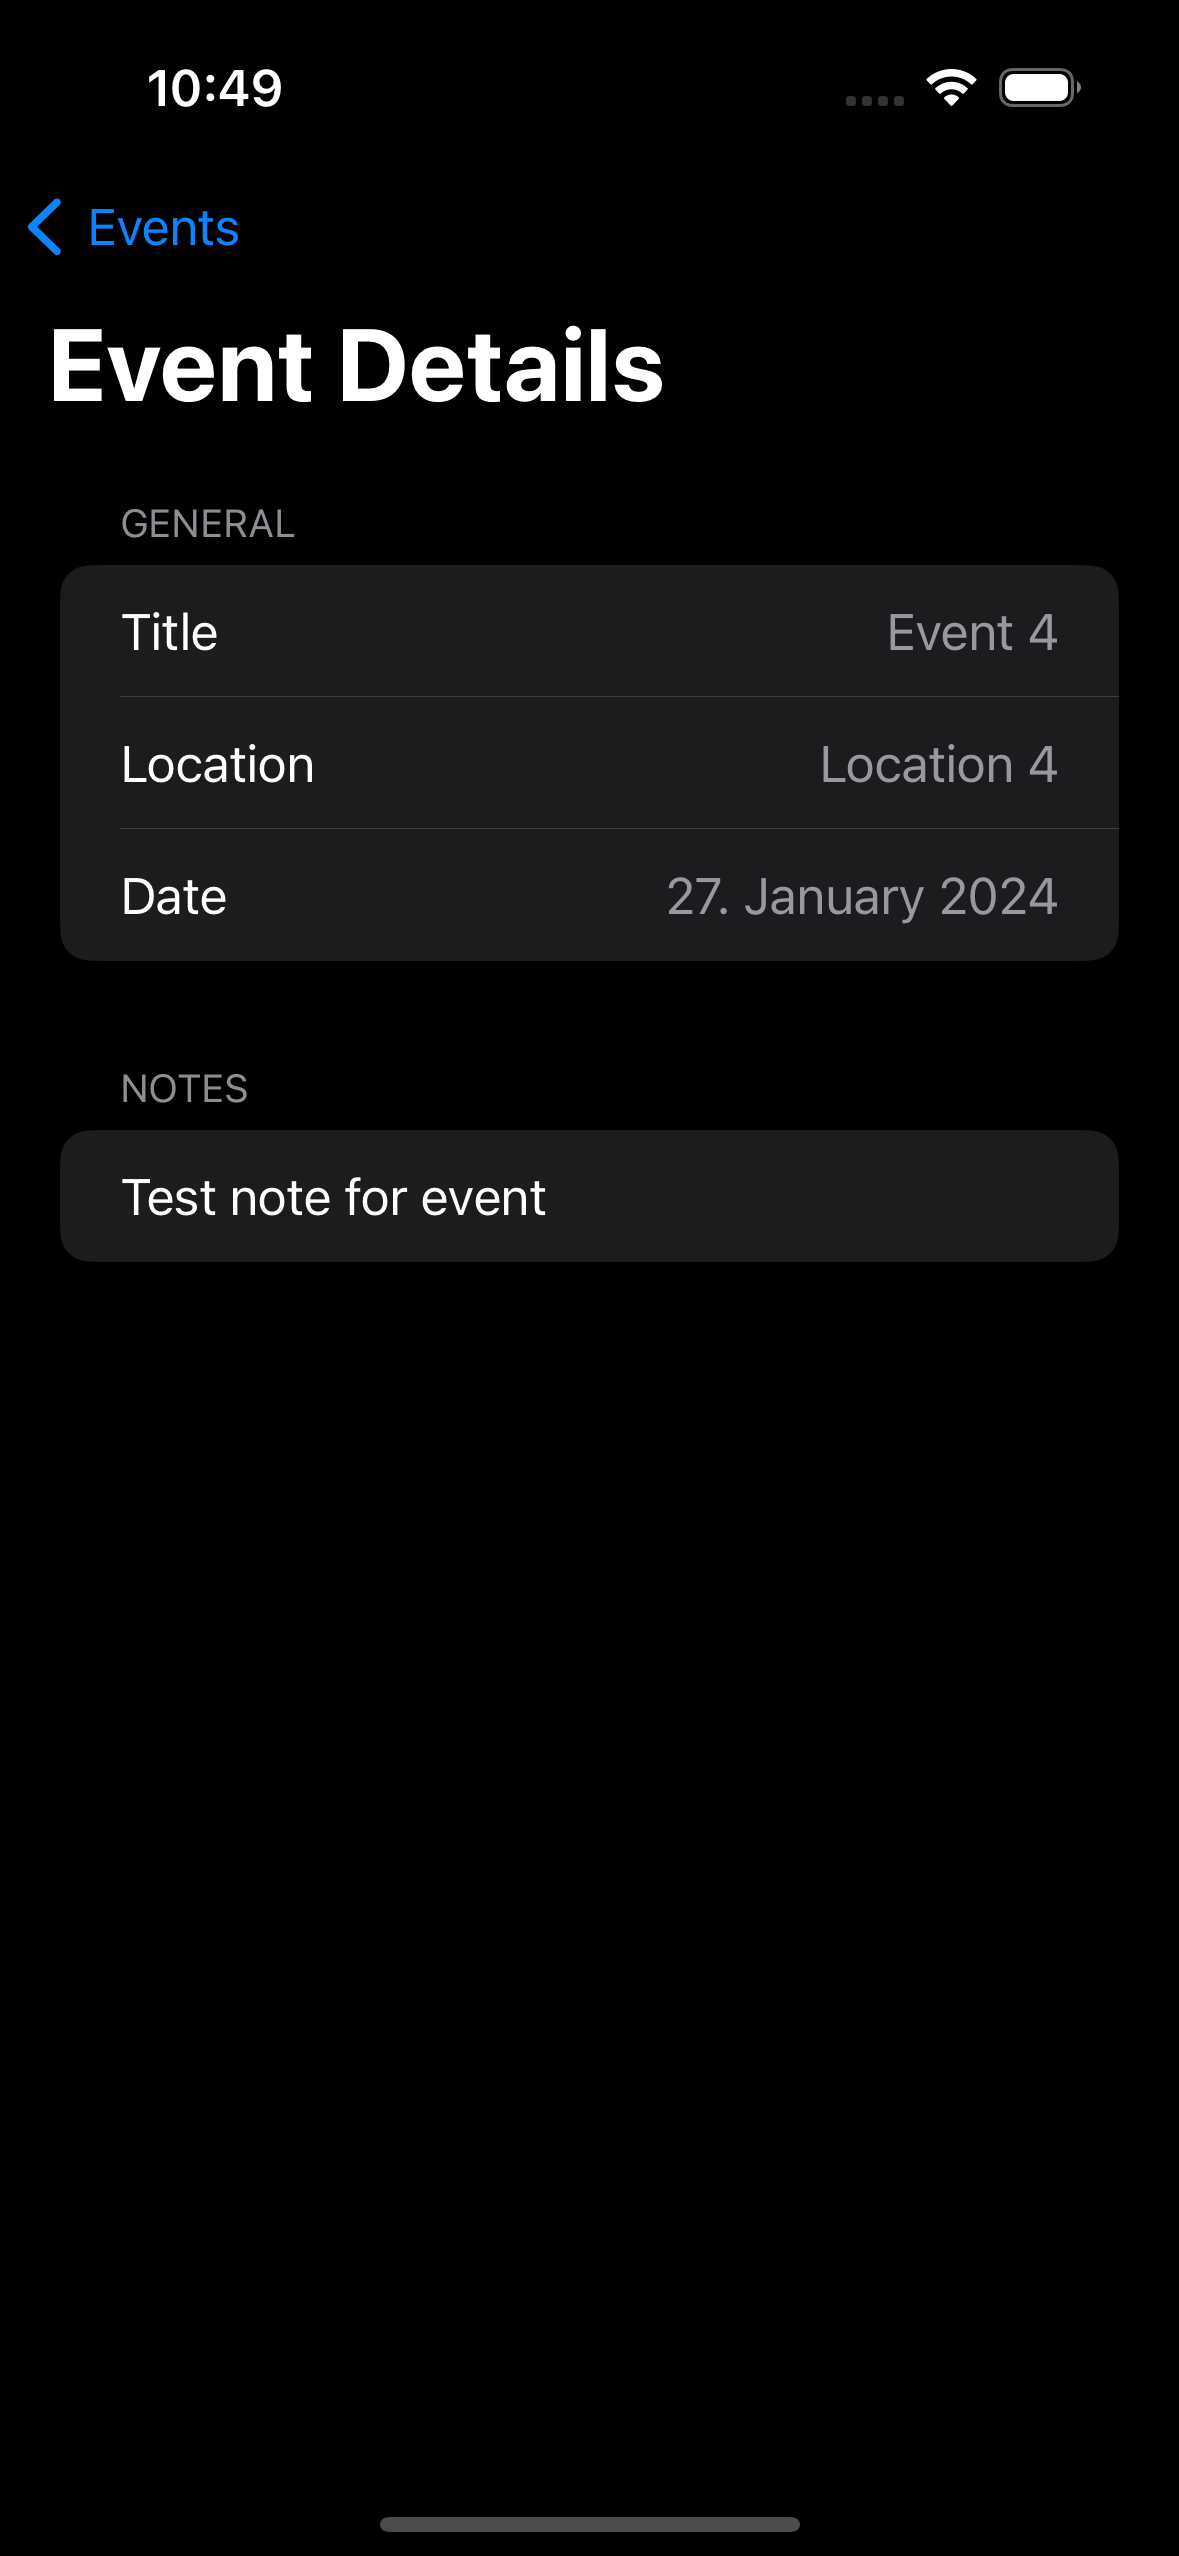 10:49
Events
Event Details
GENERAL
Title Event 4
Location Location 4
Date 27. January 2024
NOTES
Test note for event